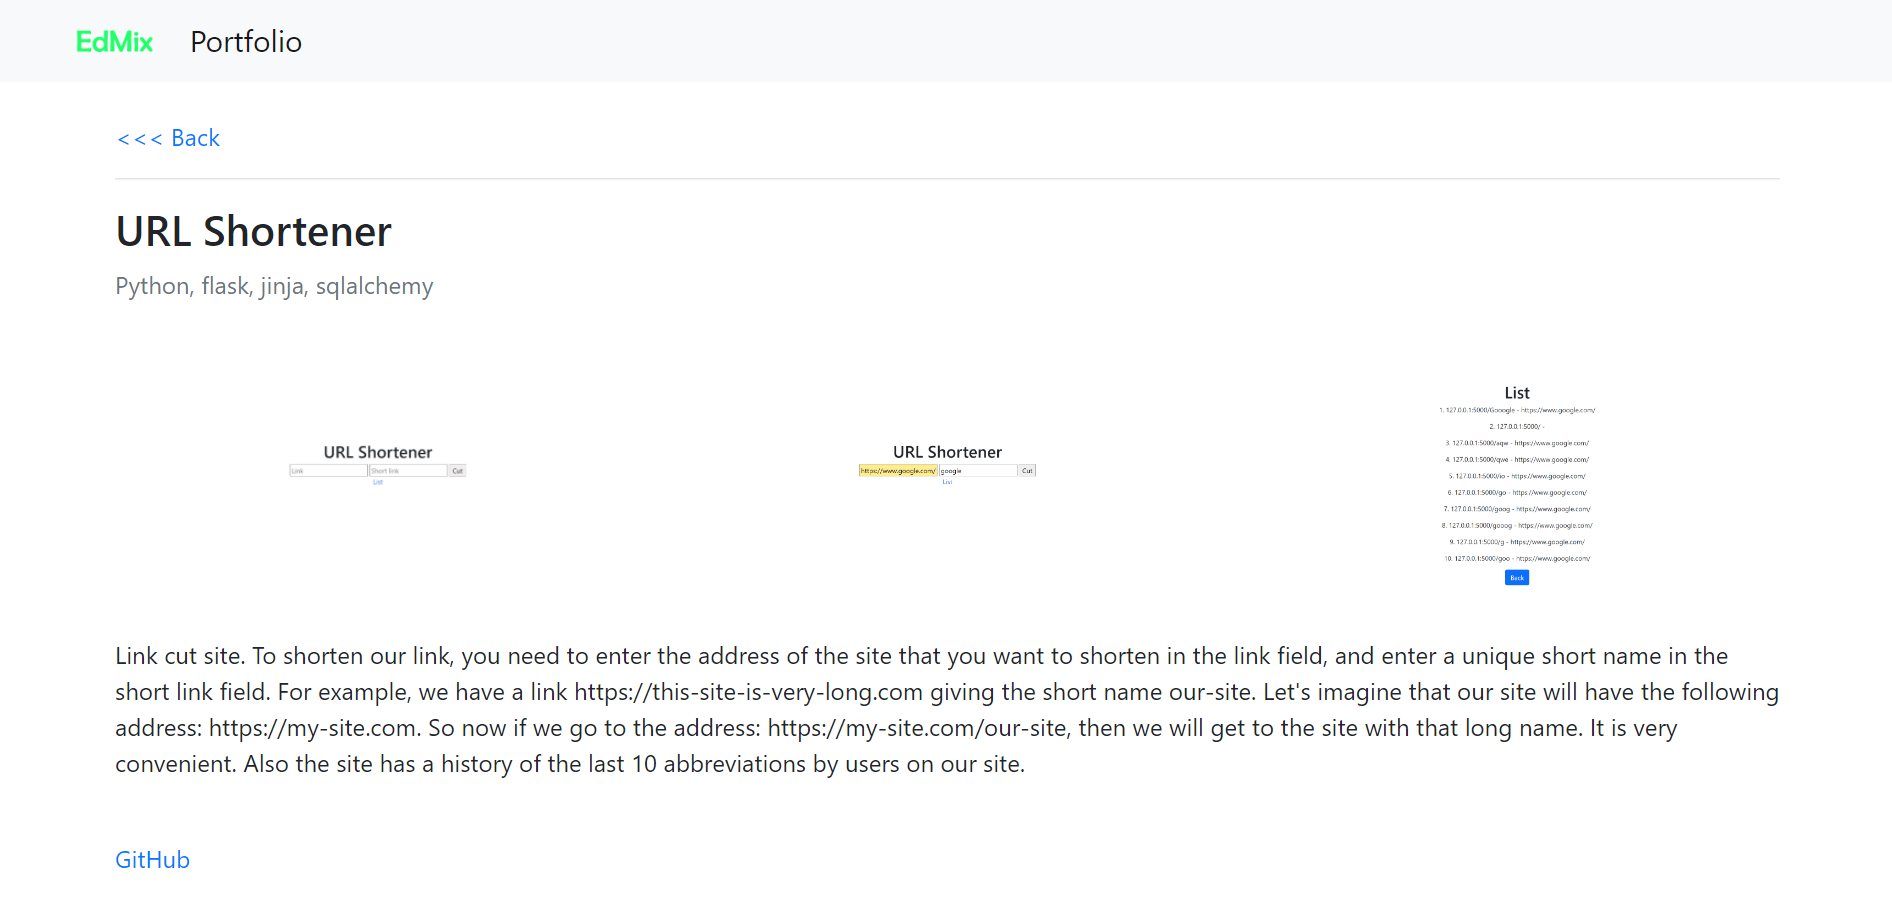 EdMix Portfolio
<<< Back
URL Shortener
Python, flask, jinja, sqlalchemy
URL Shortener
Link Short link Cut
List
URL Shortener
https://www.google.com/ google Cut
List
List
1. 127.0.0.1:5000/Gooogle - https://www.google.com/
2. 127.0.0.1:5000/ -
3. 127.0.0.1:5000/aqw - https://www.google.com/
4. 127.0.0.1:5000/qwe - https://www.google.com/
5. 127.0.0.1:5000/io - https://www.google.com/
6. 127.0.0.1:5000/go - https://www.google.com/
7. 127.0.0.1:5000/goog - https://www.google.com/
8. 127.0.0.1:5000/gooog - https://www.google.com/
9. 127.0.0.1:5000/g - https://www.google.com/
10. 127.0.0.1:5000/goo - https://www.google.com/
Back
Link cut site. To shorten our link, you need to enter the address of the site that you want to shorten in the link field, and enter a unique short name in the
short link field. For example, we have a link https://this-site-is-very-long.com giving the short name our-site. Let's imagine that our site will have the following
address: https://my-site.com. So now if we go to the address: https://my-site.com/our-site, then we will get to the site with that long name. It is very
convenient. Also the site has a history of the last 10 abbreviations by users on our site.
GitHub